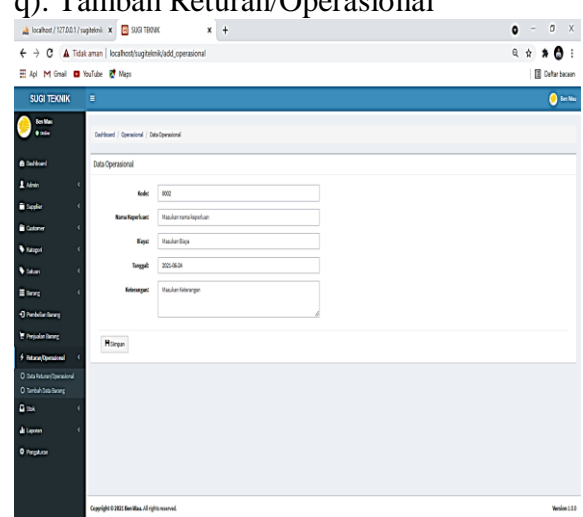 q). Tambah Returan/Operasional
localhost / 127.0.0.1 / sugiteknik
SUGI TEKNIK
Tidak aman
localhost/sugiteknik/add_operasional
Apl
Gmail
YouTube
Maps
Daftar bacaan
SUGI TEKNIK
Ben Mau
Ben Mau
Online
Dashboard / Operasional / Data Operasional
Dashboard
Admin
Supplier
Customer
Kategori
Satuan
Barang
Pembelian Barang
Penjualan Barang
Returan/Operasional
Data Returan/Operasional
Tambah Data Barang
Stok
Laporan
Pengaturan
Data Operasional
Kode:
0002
Nama Keperluan:
Masukan nama keperluan
Biaya:
Masukan Biaya
Tanggal:
2021-06-24
Keterangan:
Masukan Keterangan
Simpan
Copyright © 2021 Ben Mau. All rights reserved.
Version 1.0.0